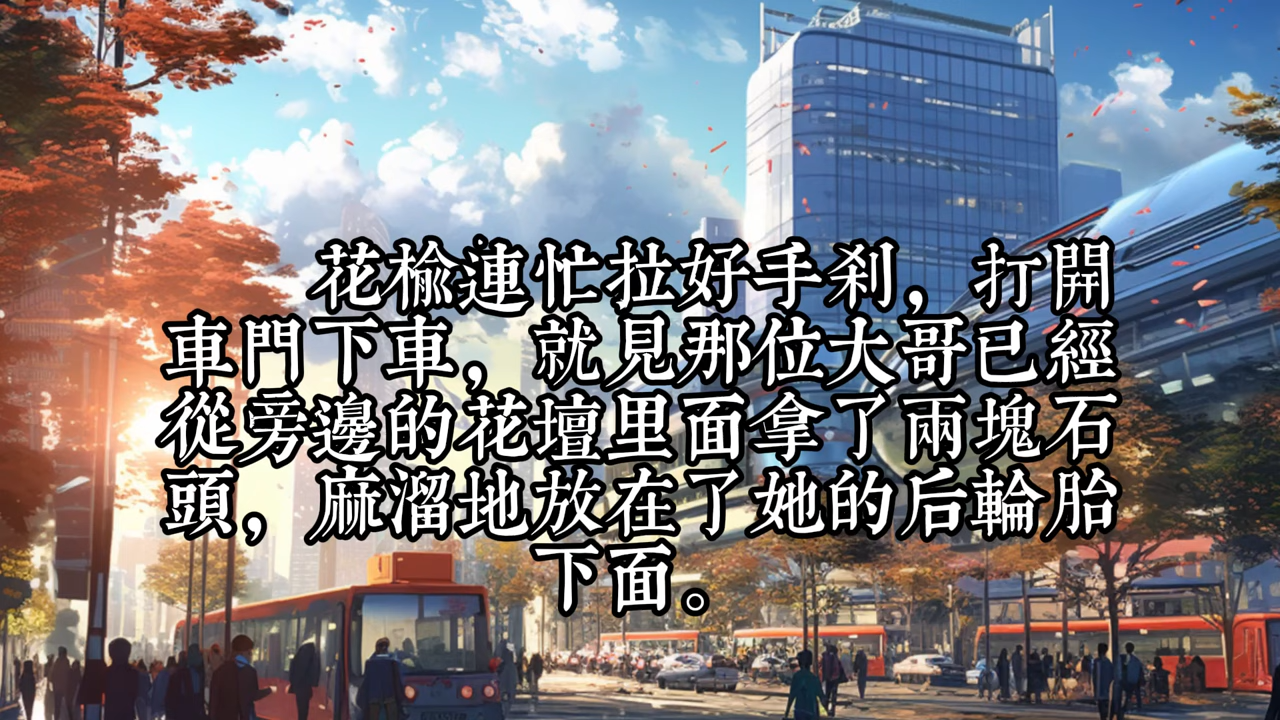 花榆連忙拉好手刹，打開
車門下車，就見那位大哥已經
從旁邊的花壇里面拿了兩塊石
頭，麻溜地放在了她的后輪胎
下面。